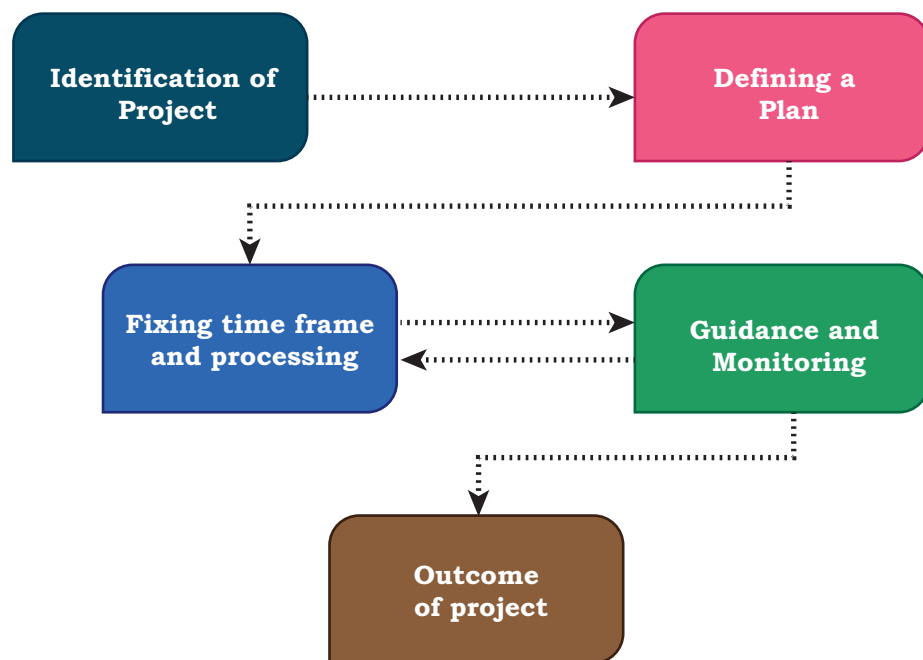 Identification of
Project
Defining a
Plan
Fixing time frame
and processing
Guidance and
Monitoring
Outcome
of project